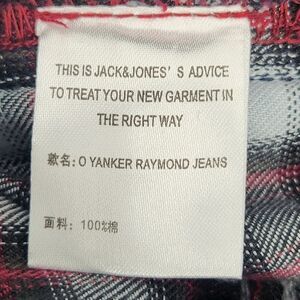 THIS IS JACK&JONES' S ADVICE
TO TREAT YOUR NEW GARMENT IN
THE RIGHT WAY
款名: O YANKER RAYMOND JEANS
面料: 100%棉